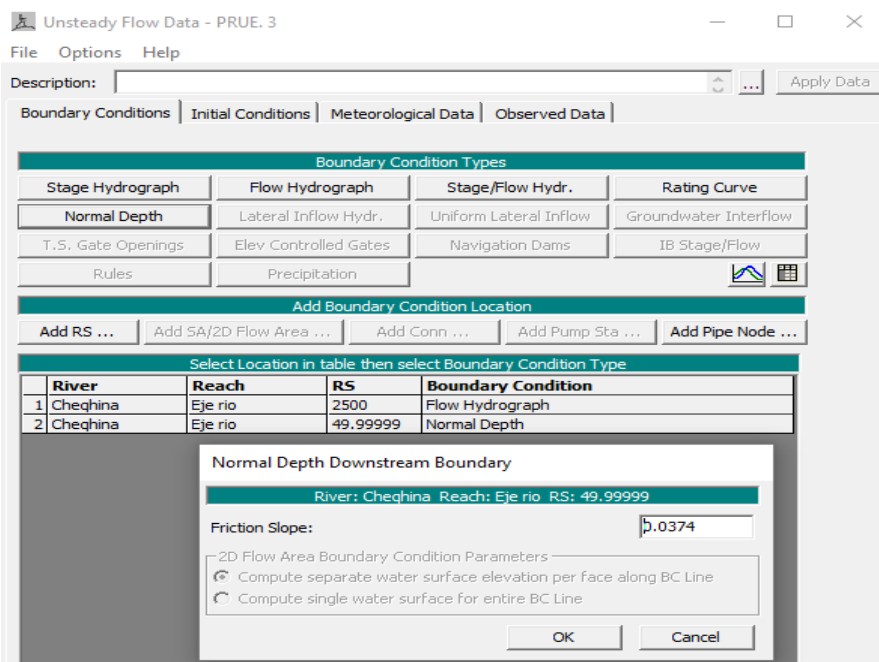 Unsteady Flow Data - PRUE. 3
File Options Help
Description: ... Apply Data
Boundary Conditions Initial Conditions Meteorological Data Observed Data
Boundary Condition Types
Stage Hydrograph Flow Hydrograph Stage/Flow Hydr. Rating Curve
Normal Depth Lateral Inflow Hydr. Uniform Lateral Inflow Groundwater Interflow
T.S. Gate Openings Elev Controlled Gates Navigation Dams IB Stage/Flow
Rules Precipitation
Add Boundary Condition Location
Add RS ... Add SA/2D Flow Area ... Add Conn ... Add Pump Sta ... Add Pipe Node ...
Select Location in table then select Boundary Condition Type
River Reach RS Boundary Condition
1 Cheqhina Eje rio 2500 Flow Hydrograph
2 Cheqhina Eje rio 49.99999 Normal Depth
Normal Depth Downstream Boundary
River: Cheqhina Reach: Eje rio RS: 49.99999
Friction Slope: 0.0374
2D Flow Area Boundary Condition Parameters
Compute separate water surface elevation per face along BC Line
Compute single water surface for entire BC Line
OK Cancel